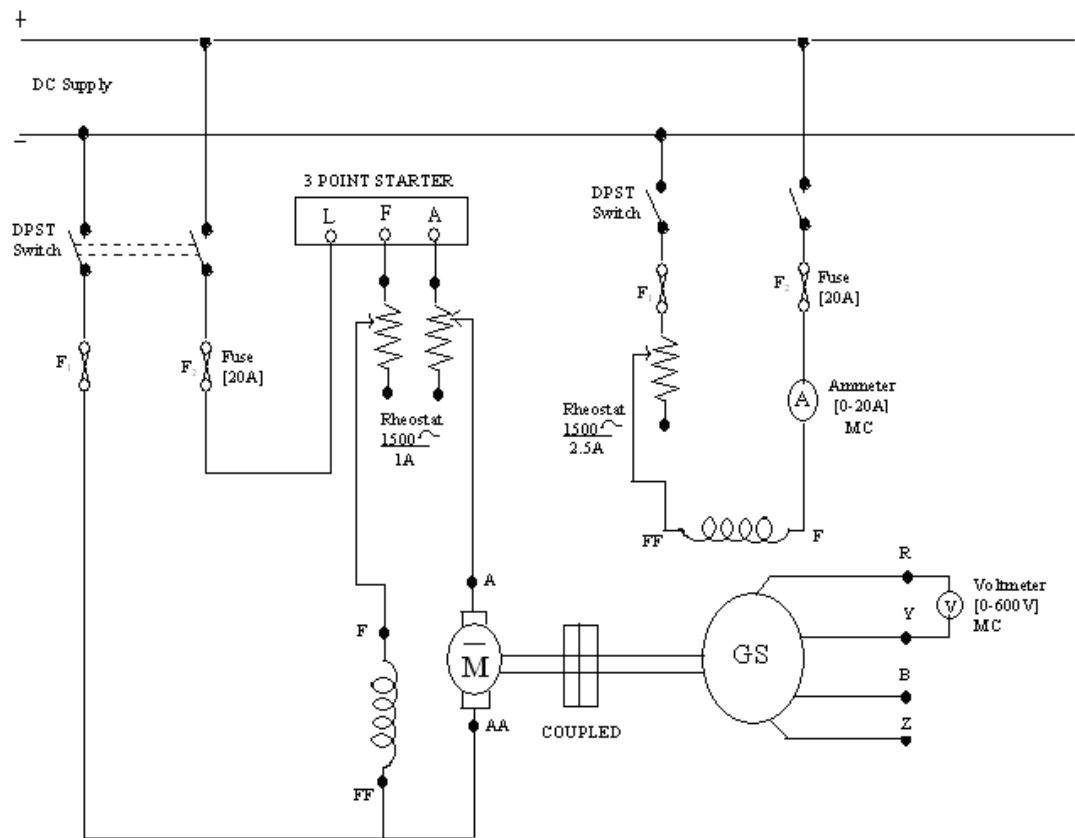 +
DC Supply
−
3 POINT STARTER
L F A
DPST
Switch
DPST
Switch
F1
F2
Fuse
[20A]
F1
F2
Fuse
[20A]
Rheostat
1500
1A
Rheostat
1500
2.5A
A
Ammeter
[0-20A]
MC
FF
F
R
Y
B
Z
V
Voltmeter
[0-600V]
MC
A
F
M
GS
AA
COUPLED
FF